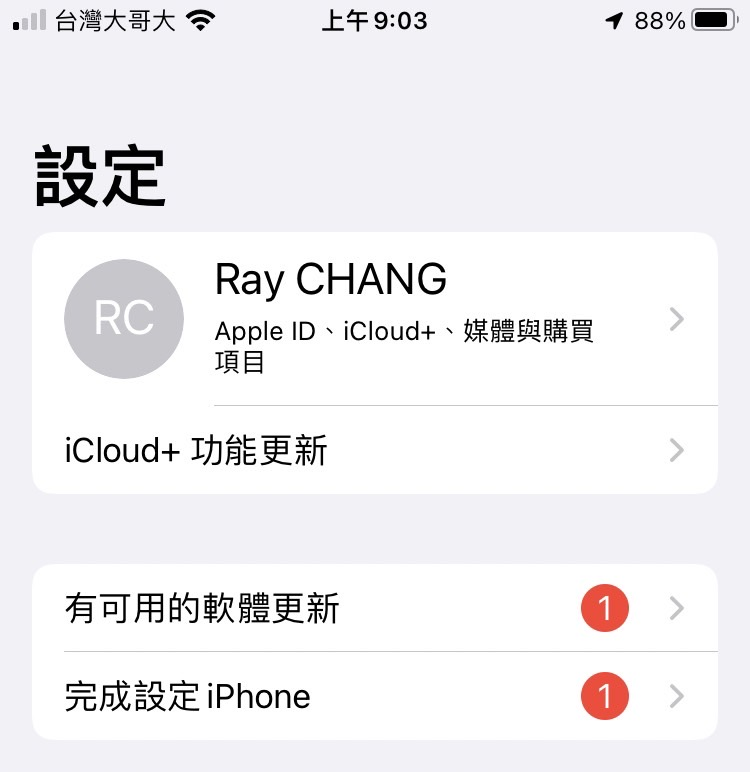 台灣大哥大 上午9:03 88%
設定
RC
Ray CHANG
Apple ID、iCloud+、媒體與購買
項目
iCloud+ 功能更新
有可用的軟體更新 1
完成設定 iPhone 1